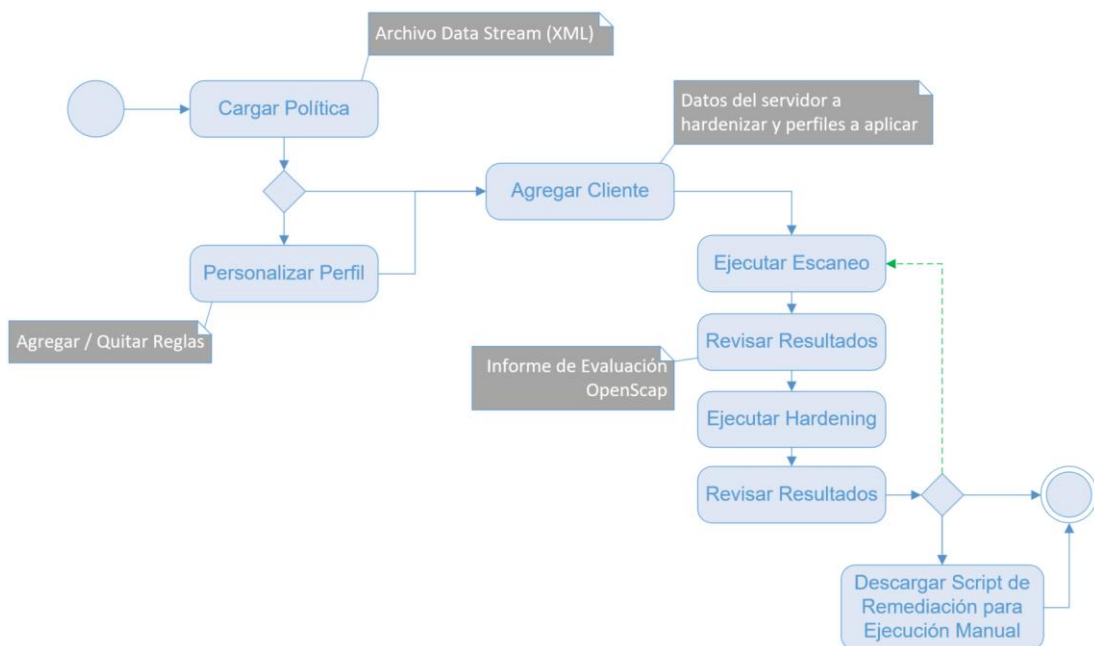 Archivo Data Stream (XML)
Cargar Política
Datos del servidor a
hardenizar y perfiles a aplicar
Agregar Cliente
Personalizar Perfil
Agregar / Quitar Reglas
Ejecutar Escaneo
Revisar Resultados
Informe de Evaluación
OpenScap
Ejecutar Hardening
Revisar Resultados
Descargar Script de
Remediación para
Ejecución Manual